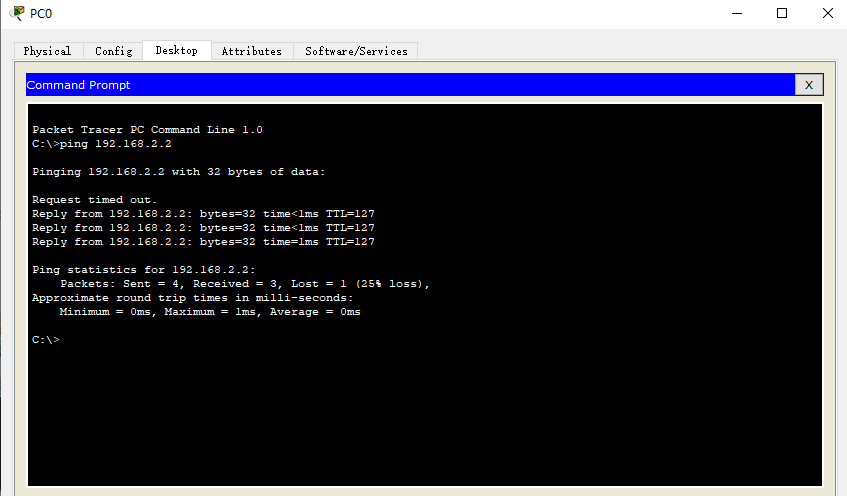 PC0
Physical Config Desktop Attributes Software/Services
Command Prompt X
Packet Tracer PC Command Line 1.0
C:\>ping 192.168.2.2
Pinging 192.168.2.2 with 32 bytes of data:
Request timed out.
Reply from 192.168.2.2: bytes=32 time<1ms TTL=127
Reply from 192.168.2.2: bytes=32 time<1ms TTL=127
Reply from 192.168.2.2: bytes=32 time=1ms TTL=127
Ping statistics for 192.168.2.2:
Packets: Sent = 4, Received = 3, Lost = 1 (25% loss),
Approximate round trip times in milli-seconds:
Minimum = 0ms, Maximum = 1ms, Average = 0ms
C:\>